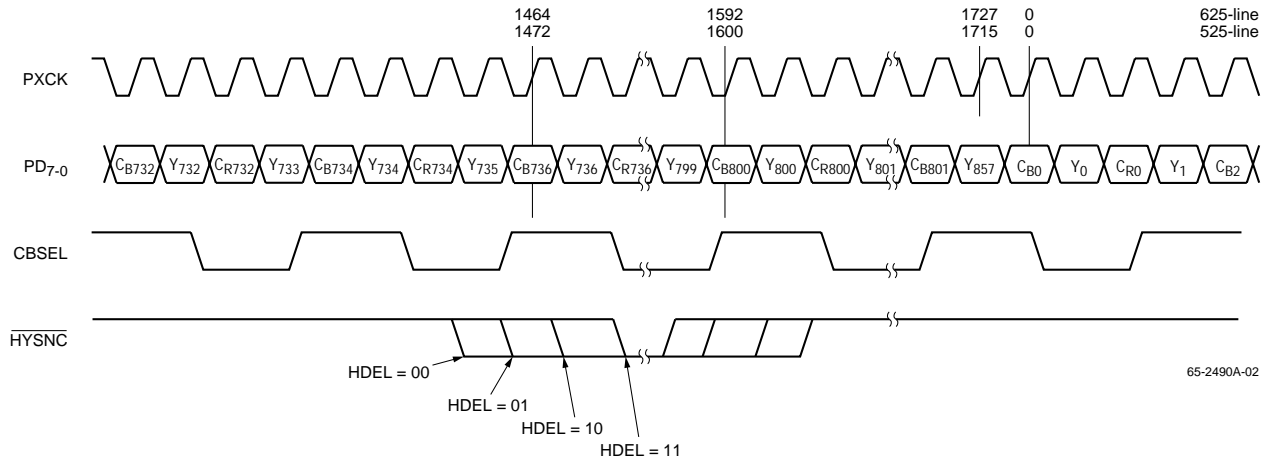 1464 1592 1727 0 625-line
1472 1600 1715 0 525-line
PXCK
PD7-0 CB732 Y732 CR732 Y733 CB734 Y734 CR734 Y735 CB736 Y736 CR736 Y799 CB800 Y800 CR800 Y801 CB801 Y857 CB0 Y0 CR0 Y1 CB2
CBSEL
HYSNC
HDEL = 00
65-2490A-02
HDEL = 01
HDEL = 10
HDEL = 11